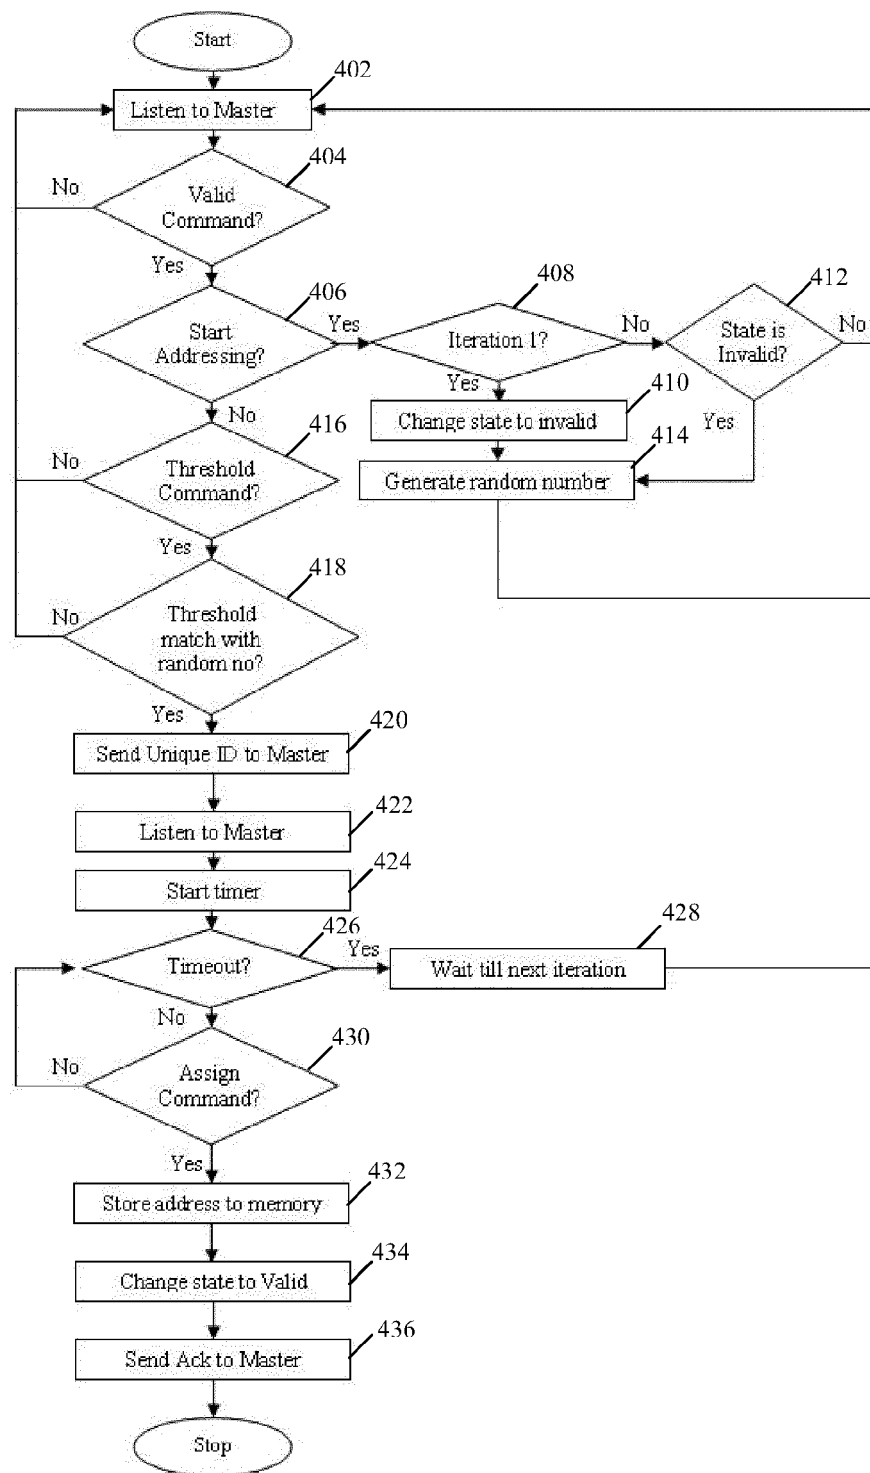 Start
402
Listen to Master
404
No
Valid
Command?
Yes
406
Start
Addressing?
Yes
408
Iteration 1?
No
412
State is
Invalid?
No
Yes
410
Change state to invalid
Yes
414
Generate random number
No
416
No
Threshold
Command?
Yes
418
No
Threshold
match with
random no?
Yes
420
Send Unique ID to Master
422
Listen to Master
424
Start timer
426
Timeout?
Yes
428
Wait till next iteration
No
430
No
Assign
Command?
Yes
432
Store address to memory
434
Change state to Valid
436
Send Ack to Master
Stop